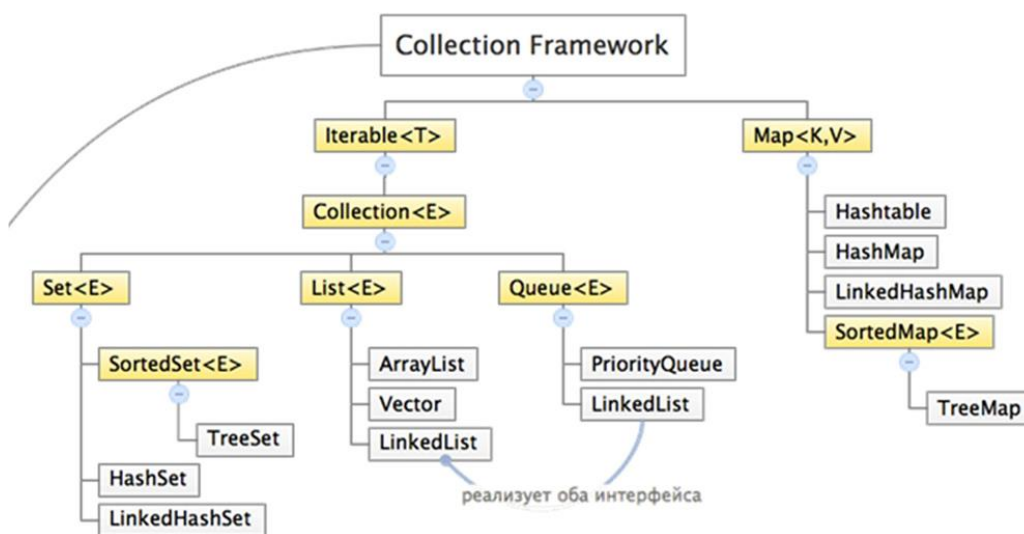 Collection Framework
Iterable<T>
Map<K,V>
Collection<E>
Hashtable
HashMap
LinkedHashMap
SortedMap<E>
TreeMap
Set<E>
List<E>
Queue<E>
SortedSet<E>
TreeSet
HashSet
LinkedHashSet
ArrayList
Vector
LinkedList
PriorityQueue
LinkedList
реализует оба интерфейса